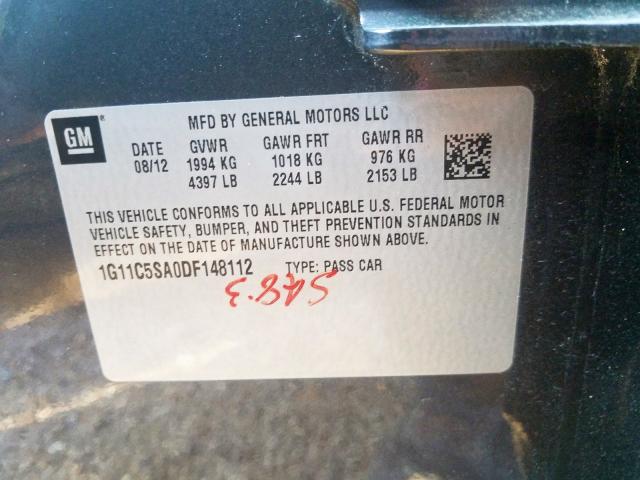 GM
MFD BY GENERAL MOTORS LLC
DATE GVWR GAWR FRT GAWR RR
08/12 1994 KG 1018 KG 976 KG
4397 LB 2244 LB 2153 LB
THIS VEHICLE CONFORMS TO ALL APPLICABLE U.S. FEDERAL MOTOR
VEHICLE SAFETY, BUMPER, AND THEFT PREVENTION STANDARDS IN
EFFECT ON THE DATE OF MANUFACTURE SHOWN ABOVE.
1G11C5SA0DF148112 TYPE: PASS CAR